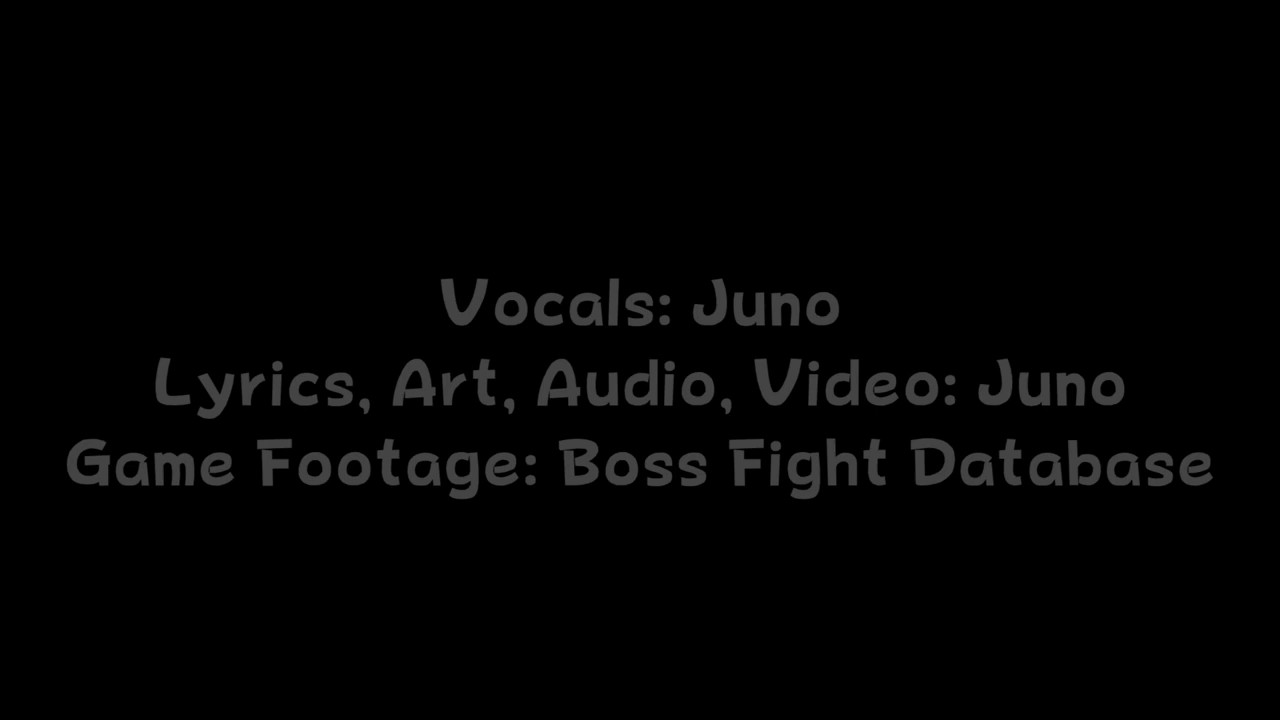 Vocals: Juno
Lyrics, Art, Audio, Video: Juno
Game Footage: Boss Fight Database